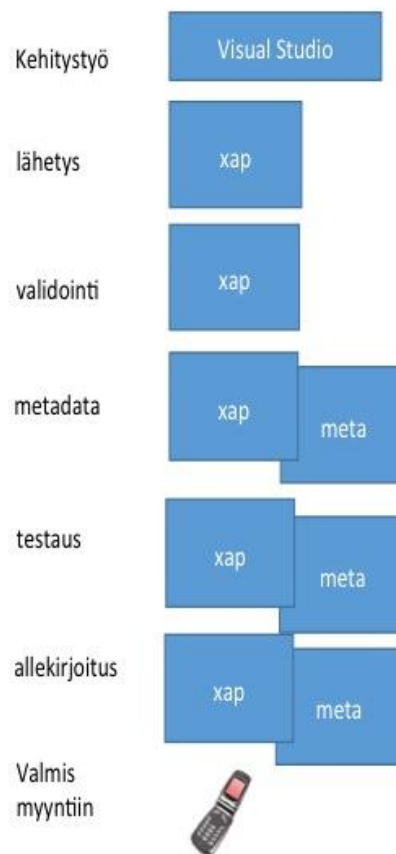 Kehitystyö
Visual Studio
lähetys
xap
validointi
xap
metadata
xap
meta
testaus
xap
meta
allekirjoitus
xap
meta
Valmis
myyntiin